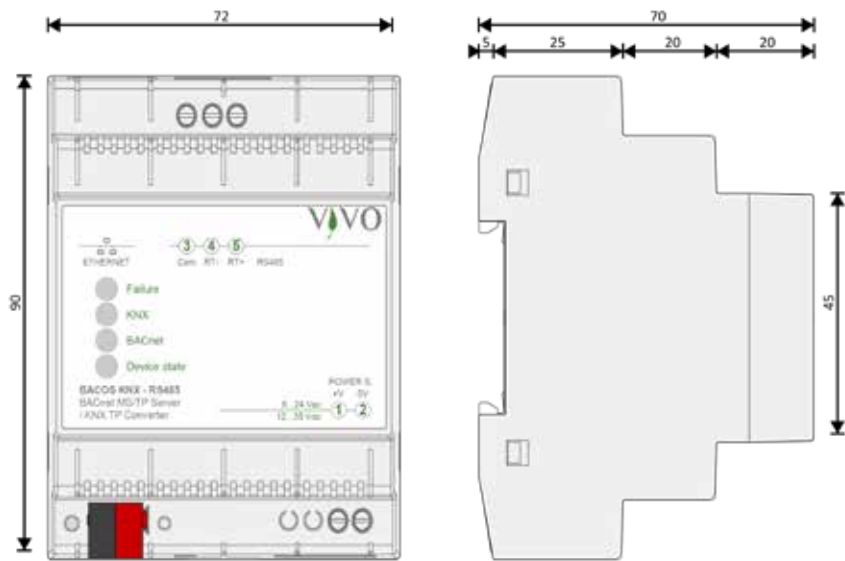 72
70
5 25 20 20
VIVO
3 4 5
ETHERNET Com RT- RT+ RS485
90
45
Failure
KNX
BACnet
Device state
BACOS KNX - RS485
BACnet MS/TP Server
/ KNX TP Converter
POWER S.
+V 0V
8...24 Vac
12...35 Vdc
1 2